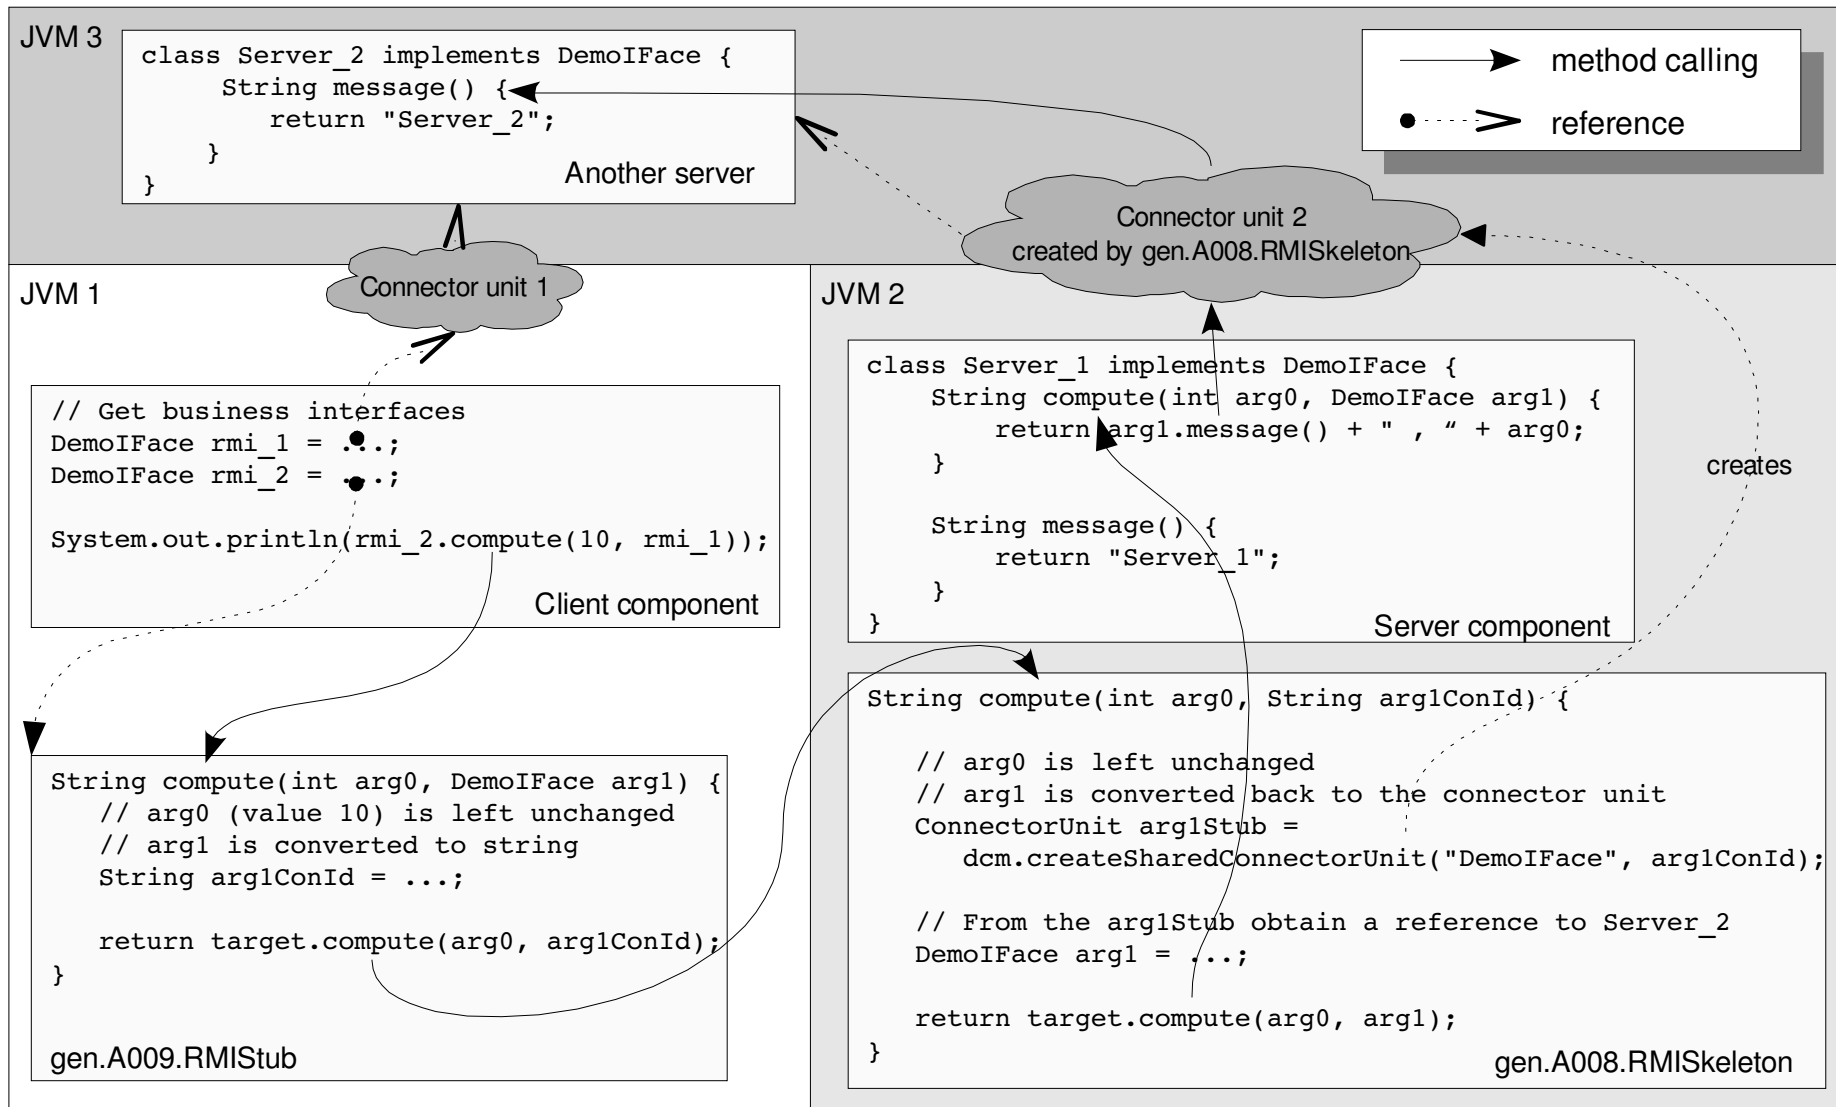 JVM 3
class Server_2 implements DemoIFace {
String message() {
return "Server_2";
}
}
Another server
method calling
reference
Connector unit 2
created by gen.A008.RMISkeleton
Connector unit 1
JVM 1
// Get business interfaces
DemoIFace rmi_1 = ...;
DemoIFace rmi_2 = ...;
System.out.println(rmi_2.compute(10, rmi_1));
Client component
String compute(int arg0, DemoIFace arg1) {
// arg0 (value 10) is left unchanged
// arg1 is converted to string
String arg1ConId = ...;
return target.compute(arg0, arg1ConId);
}
gen.A009.RMIStub
JVM 2
class Server_1 implements DemoIFace {
String compute(int arg0, DemoIFace arg1) {
return arg1.message() + " , “ + arg0;
}
String message() {
return "Server_1";
}
}
Server component
creates
String compute(int arg0, String arg1ConId) {
// arg0 is left unchanged
// arg1 is converted back to the connector unit
ConnectorUnit arg1Stub =
dcm.createSharedConnectorUnit("DemoIFace", arg1ConId);
// From the arg1Stub obtain a reference to Server_2
DemoIFace arg1 = ...;
return target.compute(arg0, arg1);
}
gen.A008.RMISkeleton